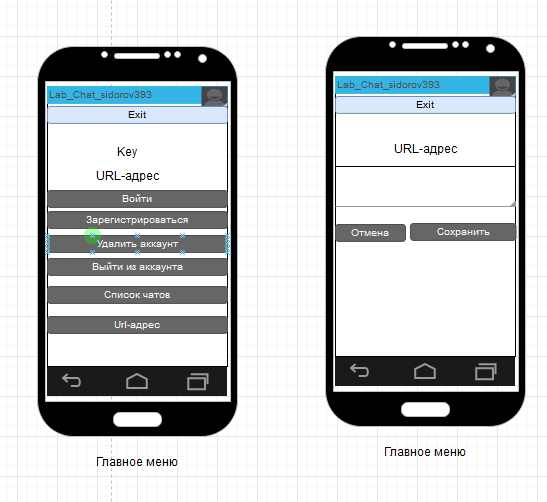 Lab_Chat_sidorov393
Exit
Key
URL-адрес
Войти
Зарегистрироваться
Удалить аккаунт
Выйти из аккаунта
Список чатов
Url-адрес
Главное меню
Lab_Chat_sidorov393
Exit
URL-адрес
Отмена
Сохранить
Главное меню